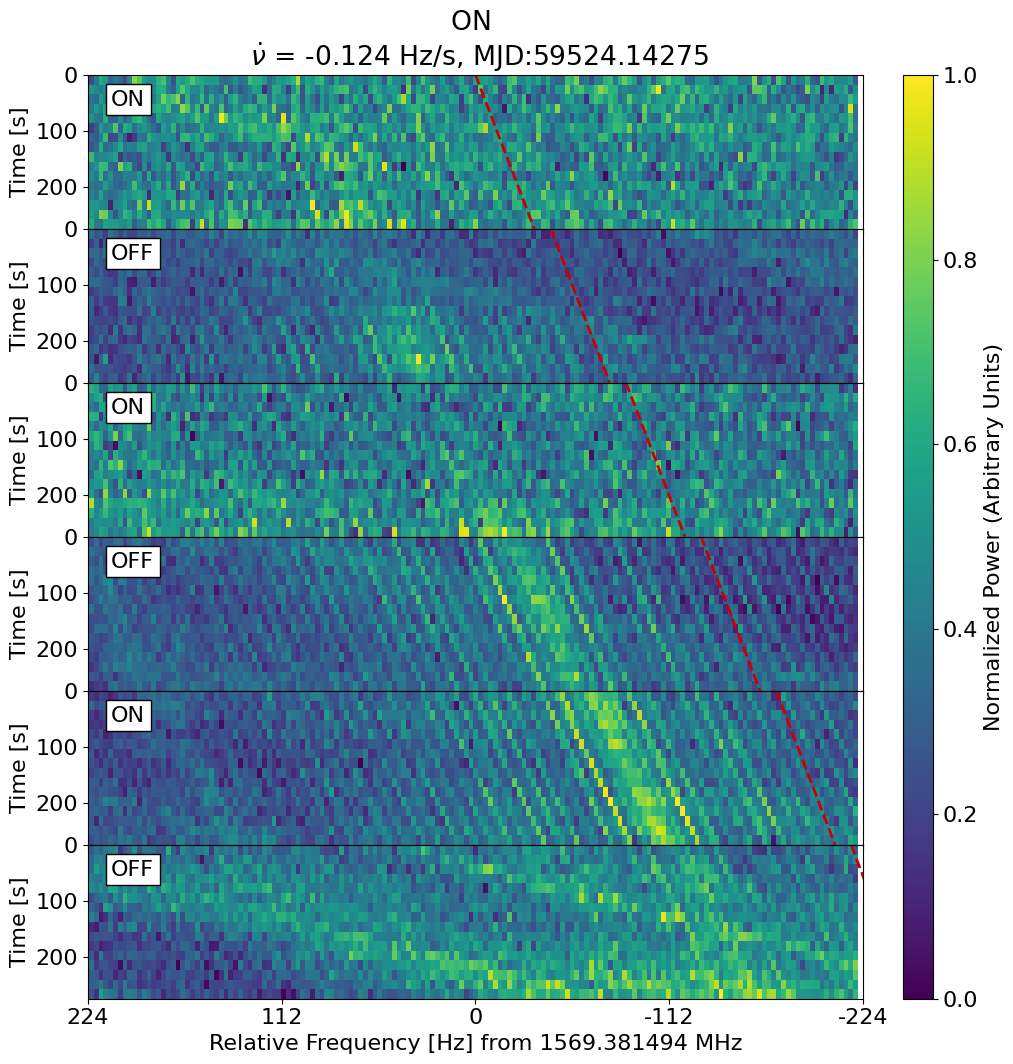 ON
ν̇ = -0.124 Hz/s, MJD:59524.14275
0
ON
100
200
Time [s]
0
OFF
100
200
Time [s]
0
ON
100
200
Time [s]
0
OFF
100
200
Time [s]
0
ON
100
200
Time [s]
0
OFF
100
200
Time [s]
224 112 0 -112 -224
Relative Frequency [Hz] from 1569.381494 MHz
1.0
0.8
0.6
0.4
0.2
0.0
Normalized Power (Arbitrary Units)